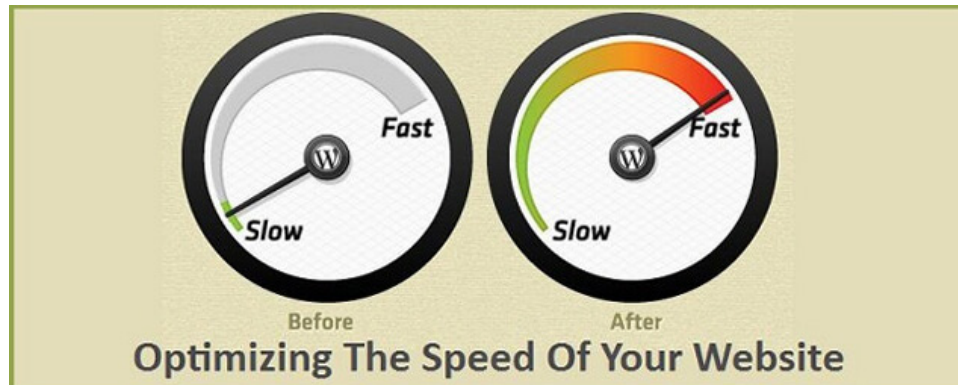 Fast Fast
W W
Slow Slow
Before After
Optimizing The Speed Of Your Website